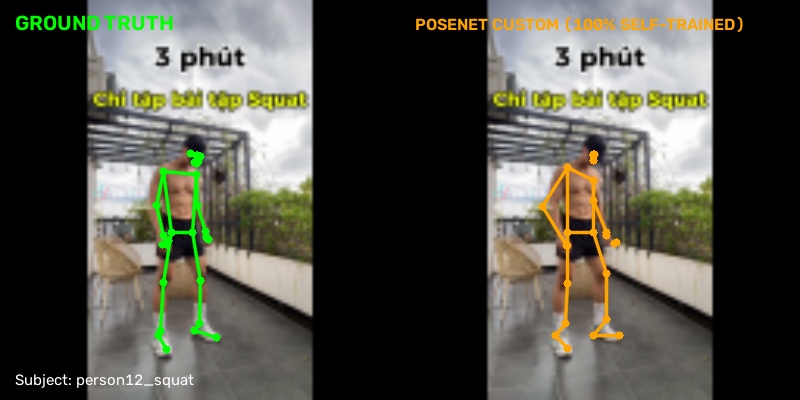 GROUND TRUTH
POSENET CUSTOM (100% SELF-TRAINED)
3 phút
Chỉ tập bài tập Squat
3 phút
Chỉ tập bài tập Squat
Subject: person12_squat